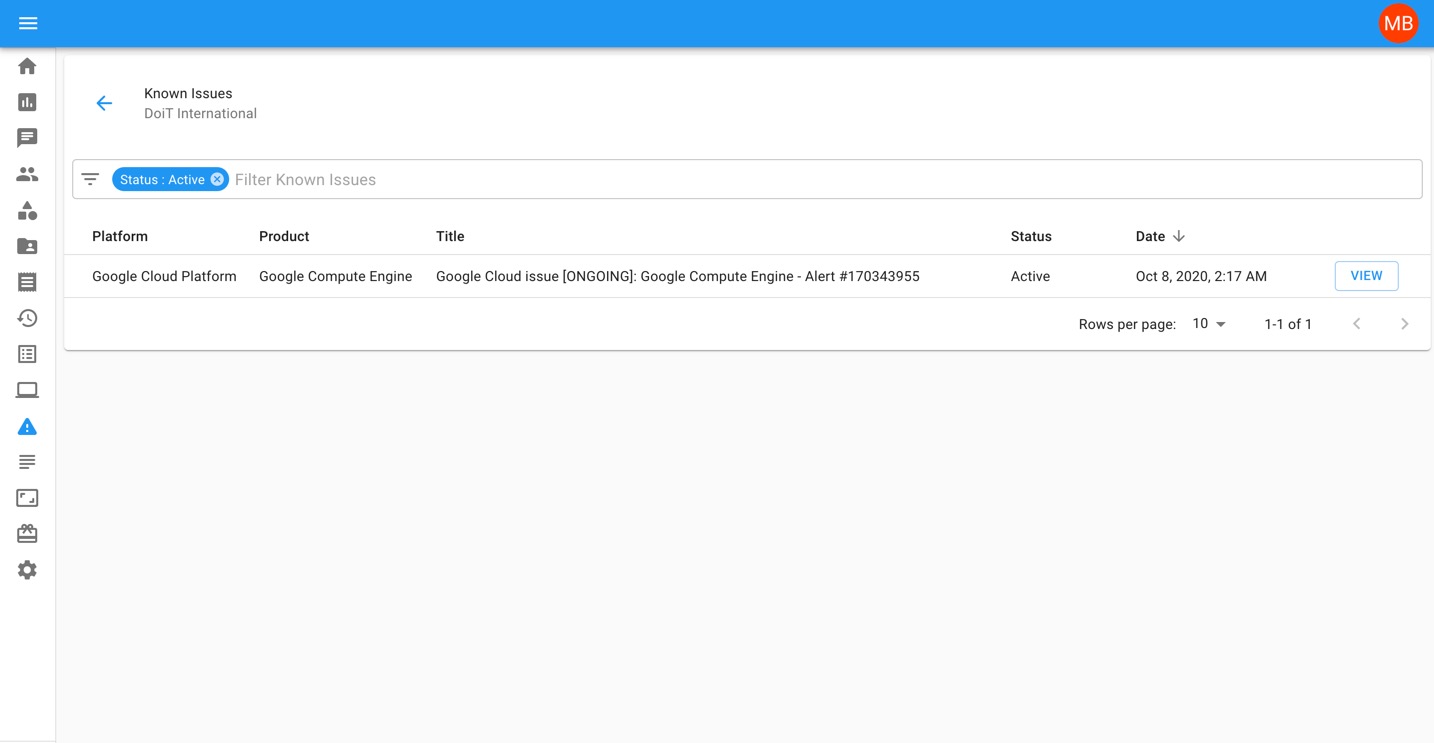 MB
Known Issues
DoiT International
Status : Active Filter Known Issues
Platform Product Title Status Date
Google Cloud Platform Google Compute Engine Google Cloud issue [ONGOING]: Google Compute Engine - Alert #170343955 Active Oct 8, 2020, 2:17 AM VIEW
Rows per page: 10 1-1 of 1